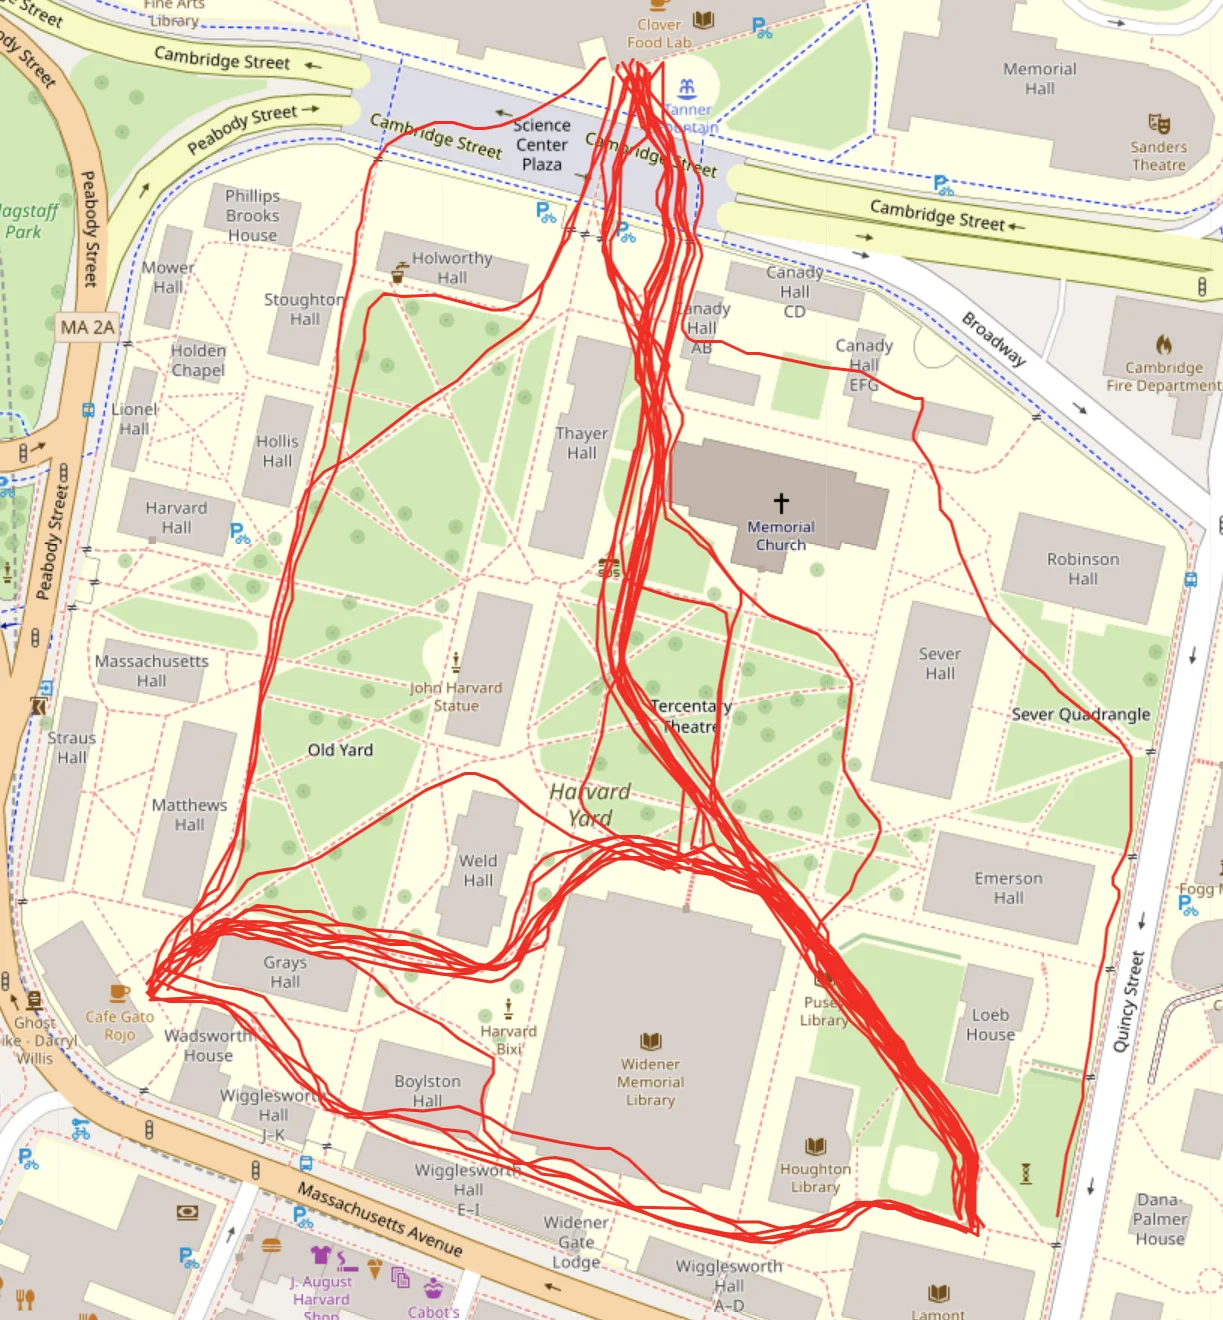 Fine Arts
Library
Clover
Food Lab
Cambridge Street
Peabody Street
Peabody Street
Cambridge Street
Science
Center
Plaza
Cambridge Street
Tanner
Memorial
Hall
Sanders
Theatre
Cambridge Street
Phillips
Brooks
House
Park
Mower
Hall
Stoughton
Hall
Holworthy
Hall
Canady
Hall
CD
Canady
Hall
AB
Canady
Hall
EFG
Broadway
Cambridge
Fire Department
MA 2A
Holden
Chapel
Lionel
Hall
Hollis
Hall
Thayer
Hall
Harvard
Hall
Memorial
Church
Robinson
Hall
Peabody Street
Massachusetts
Hall
John Harvard
Statue
Sever
Hall
Sever Quadrangle
Tercentary
Theatre
Straus
Hall
Old Yard
Matthews
Hall
Harvard
Yard
Weld
Hall
Emerson
Hall
Fogg
Grays
Hall
Cafe Gato
Rojo
Ghost
Bike - Darryl
Willis
Wadsworth
House
Harvard
Bixi
Pusey
Library
Loeb
House
Quincy Street
Widener
Memorial
Library
Boylston
Hall
Wigglesworth
Hall
J–K
Wigglesworth
Hall
E–I
Houghton
Library
Massachusetts Avenue
Widener
Gate
Lodge
Wigglesworth
Hall
A–D
Dana-
Palmer
House
J. August
Harvard
Shop
Cabot's
Lamont